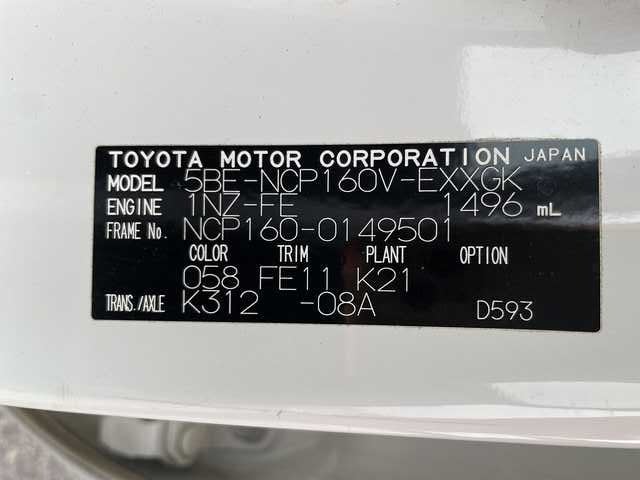 TOYOTA MOTOR CORPORATION JAPAN
MODEL 5BE-NCP160V-EXXGK
ENGINE 1NZ-FE 1496 mL
FRAME No. NCP160-0149501
COLOR TRIM PLANT OPTION
058 FE11 K21
TRANS./AXLE K312 -08A D593